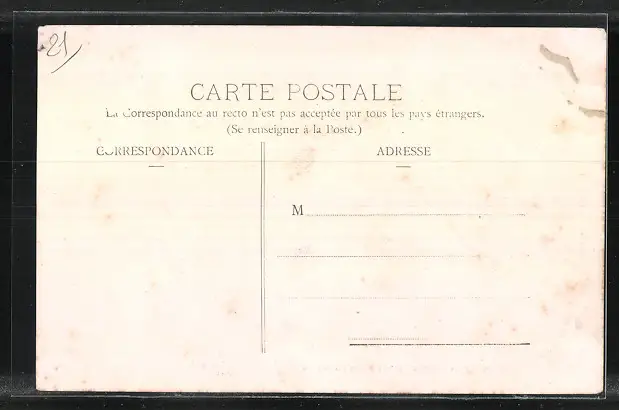 21
CARTE POSTALE
La Correspondance au recto n'est pas acceptée par tous les pays étrangers.
(Se renseigner à la Poste.)
CORRESPONDANCE
ADRESSE
M